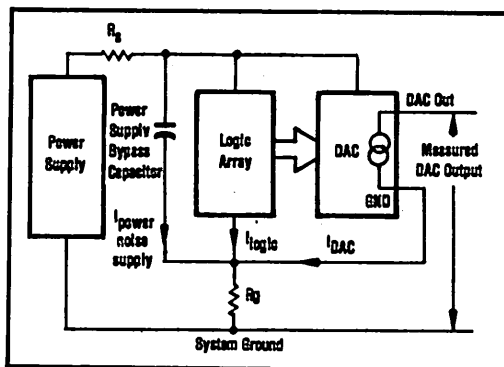 Rs
Power Supply
Power
Supply
Bypass
Capacitor
Logic
Array
DAC
DAC Out
GND
Measured
DAC Output
Ipower
noise
supply
Ilogic
IDAC
Rg
System Ground